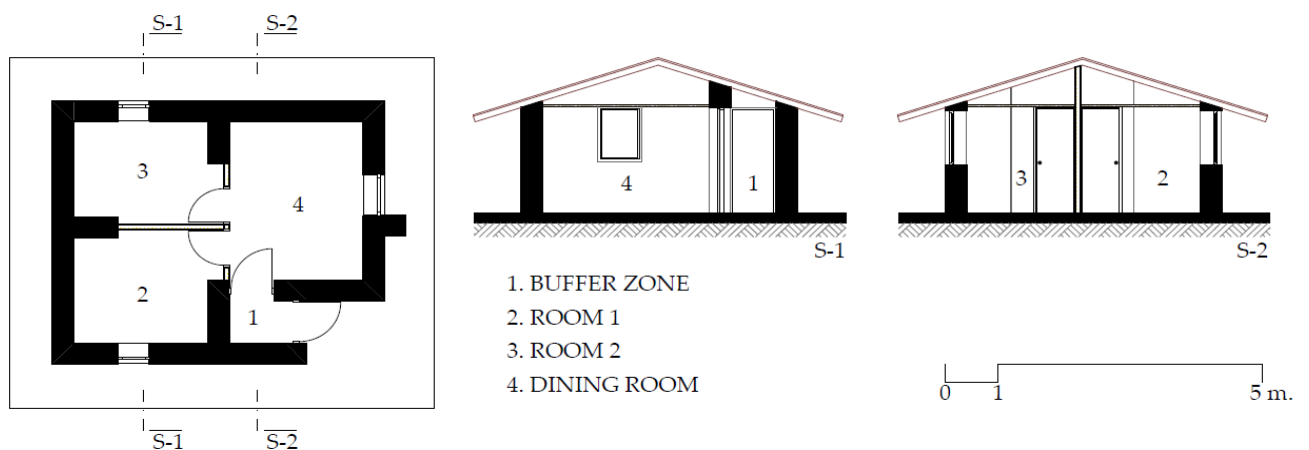 S-1 S-2
3
4
2
1
S-1 S-2
4 1
S-1
3 2
S-2
1. BUFFER ZONE
2. ROOM 1
3. ROOM 2
4. DINING ROOM
0 1 5 m.